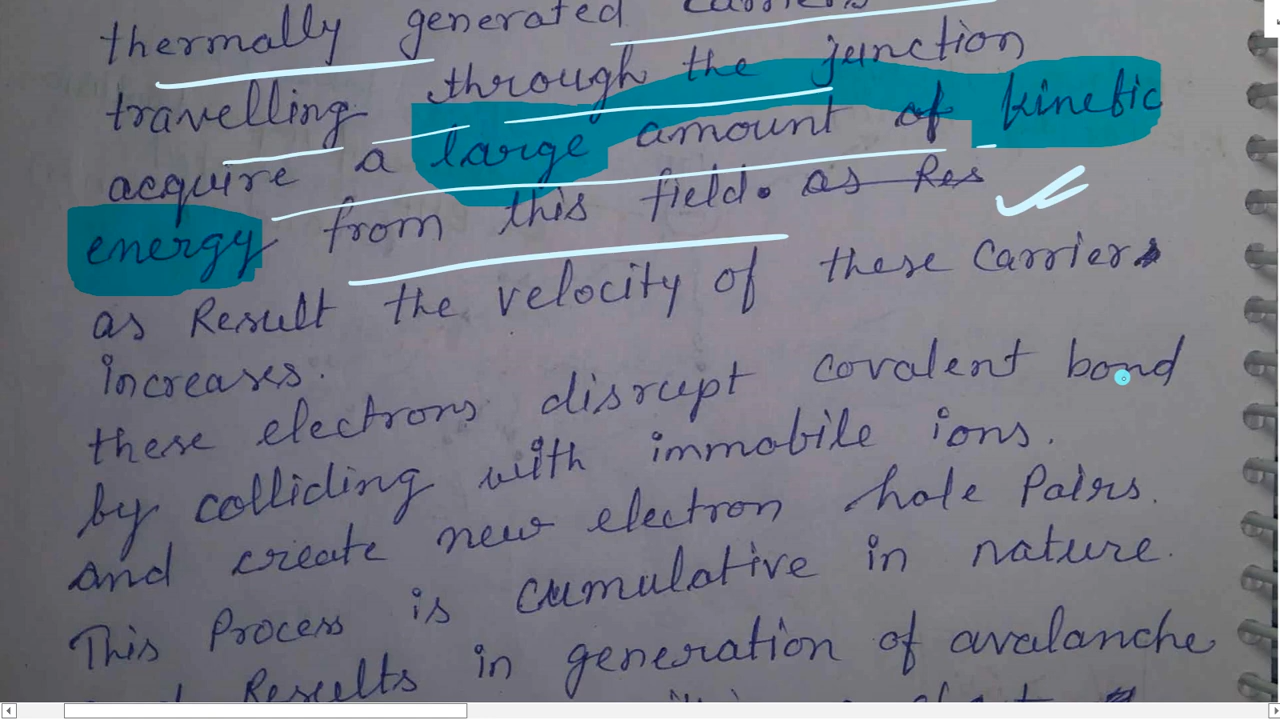 thermally generated carriers
travelling through the junction
acquire a large amount of kinetic
energy from this field. as Res
as Result the velocity of these carriers
increases.
these electrons disrupt covalent bond
by colliding with immobile ions.
and create new electron hole Pairs.
This Process is cumulative in nature.
and Results in generation of avalanche